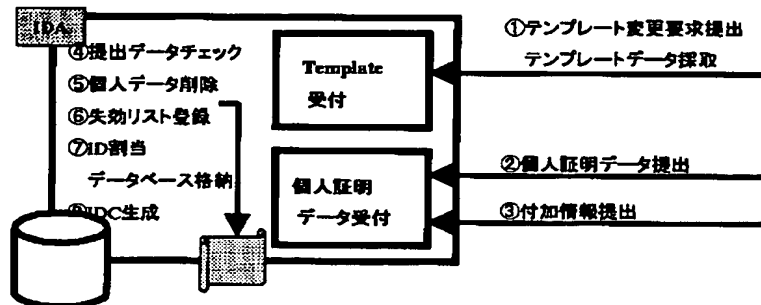 IDA
④提出データチェック
⑤個人データ削除
⑥失効リスト登録
⑦ID割当
データベース格納
⑧IDC生成
Template
受付
個人証明
データ受付
①テンプレート変更要求提出
テンプレートデータ採取
②個人証明データ提出
③付加情報提出